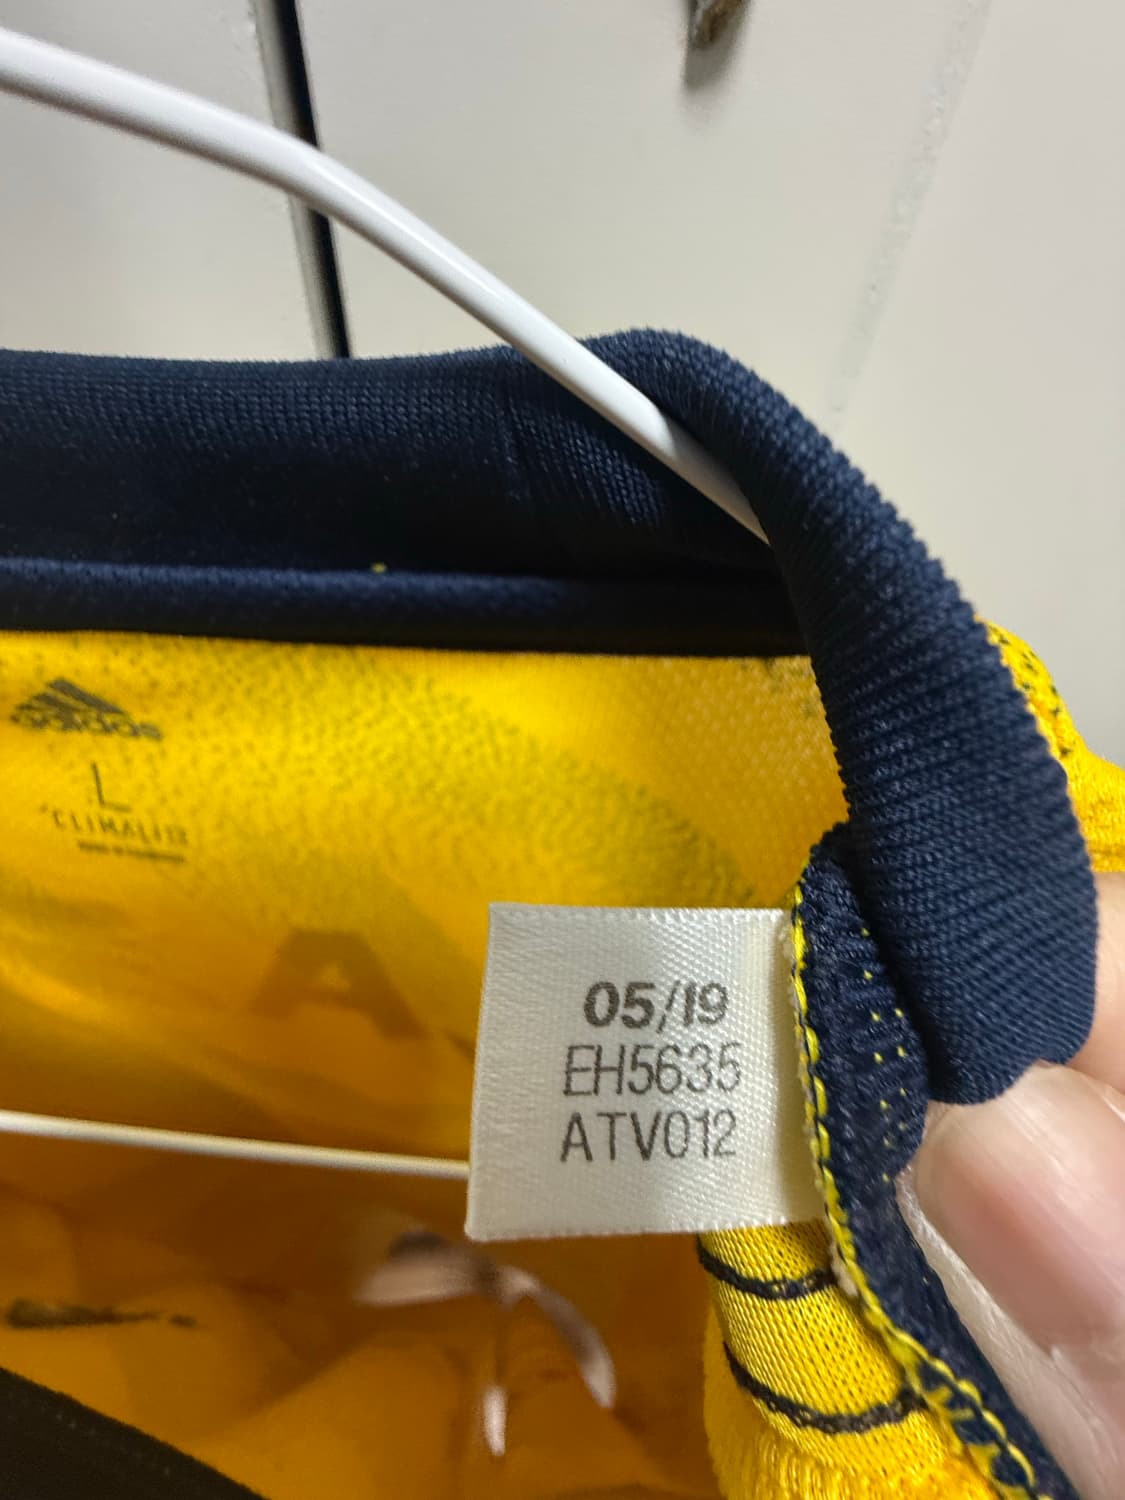 adidas
L
CLIMALITE
A
05/19
EH5635
ATV012